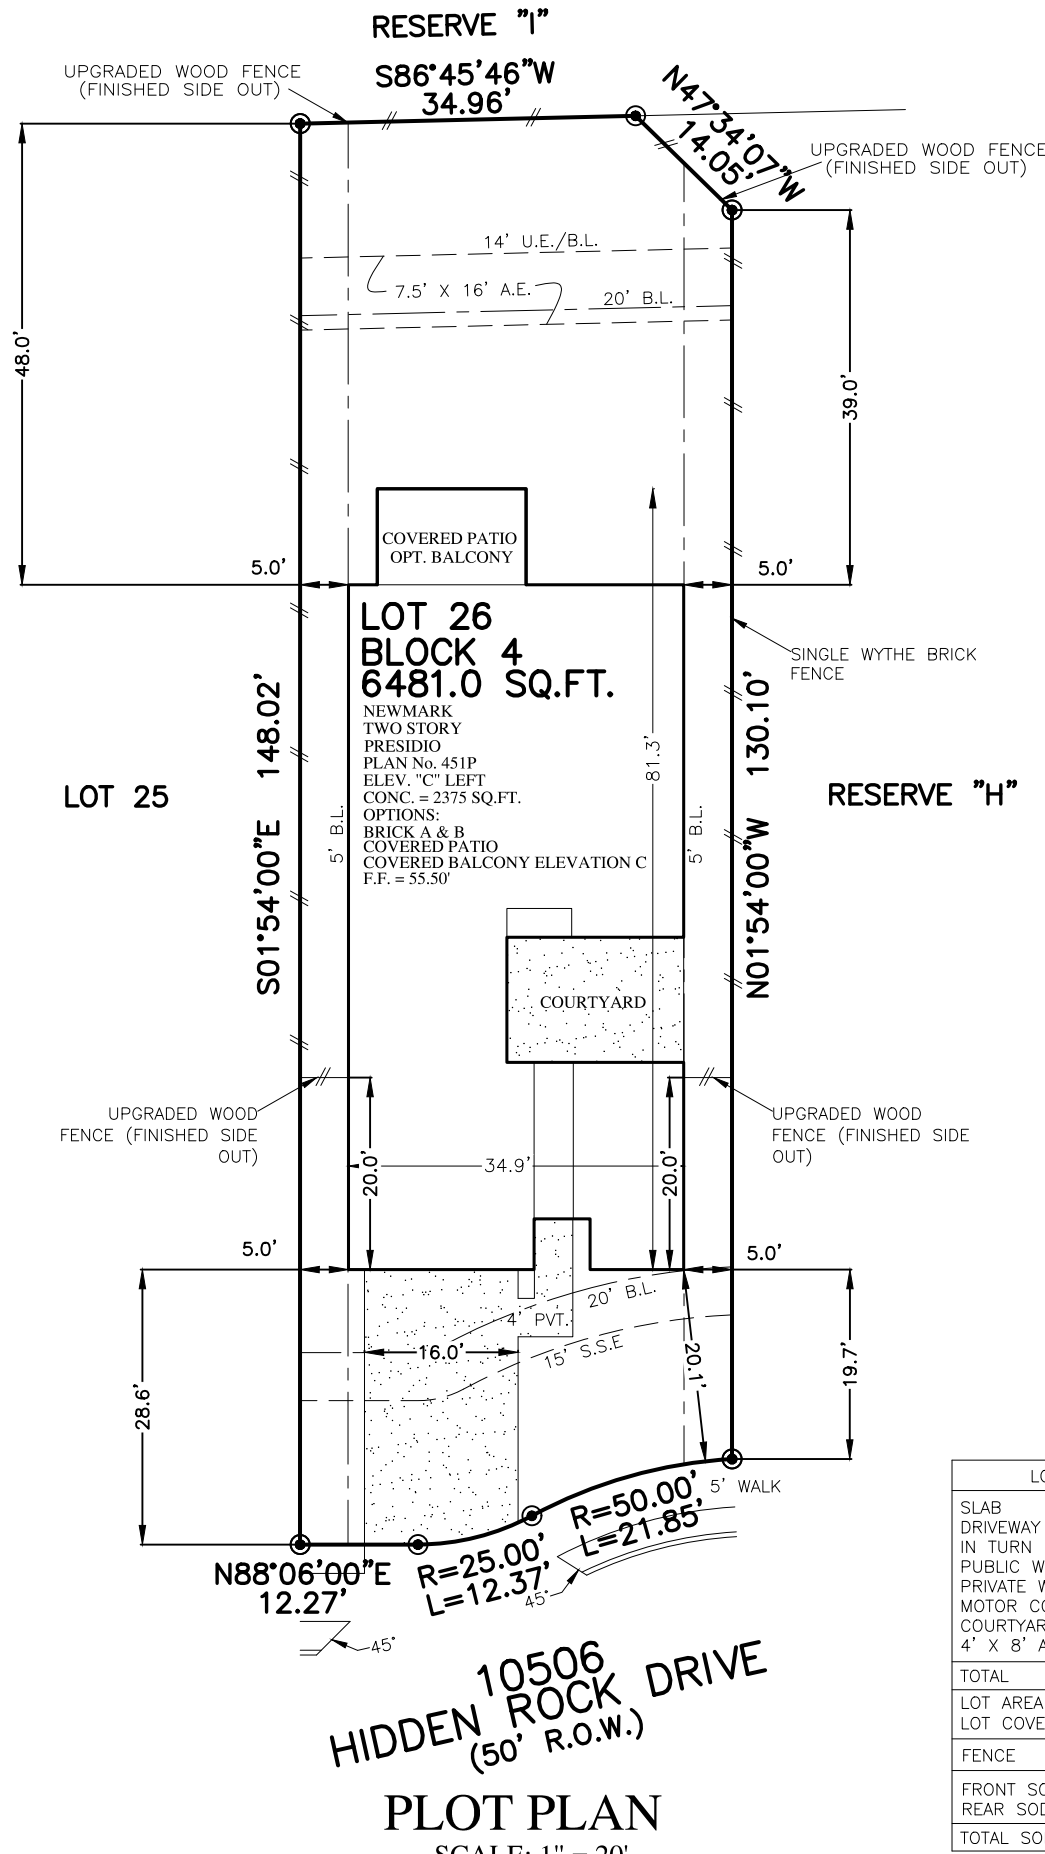 RESERVE "I"
UPGRADED WOOD FENCE
(FINISHED SIDE OUT)
S86°45'46"W
34.96'
N47°34'07"W
14.05'
UPGRADED WOOD FENCE
(FINISHED SIDE OUT)
14' U.E./B.L.
7.5' X 16' A.E.
20' B.L.
48.0'
39.0'
COVERED PATIO
OPT. BALCONY
5.0'
5.0'
LOT 26
BLOCK 4
6481.0 SQ.FT.
NEWMARK
TWO STORY
PRESIDIO
PLAN No. 451P
ELEV. "C" LEFT
CONC. = 2375 SQ.FT.
OPTIONS:
BRICK A & B
COVERED PATIO
COVERED BALCONY ELEVATION C
F.F. = 55.50'
SINGLE WYTHE BRICK
FENCE
81.3'
S01°54'00"E 148.02'
N01°54'00"W 130.10'
LOT 25
RESERVE "H"
5' B.L.
5' B.L.
COURTYARD
UPGRADED WOOD
FENCE (FINISHED SIDE
OUT)
UPGRADED WOOD
FENCE (FINISHED SIDE
OUT)
34.9'
20.0'
20.0'
5.0'
5.0'
20' B.L.
4' PVT.
15' S.S.E
16.0'
20.1'
28.6'
19.7'
5' WALK
R=50.00'
L=21.85'
R=25.00'
L=12.37'
N88°06'00"E
12.27'
45°
45°
10506
HIDDEN ROCK DRIVE
(50' R.O.W.)
PLOT PLAN
SCALE: 1" = 20'
SLAB
DRIVEWAY
IN TURN
PUBLIC W
PRIVATE W
MOTOR CO
COURTYAR
4' X 8' A
TOTAL
LOT AREA
LOT COVE
FENCE
FRONT SO
REAR SOD
TOTAL SO